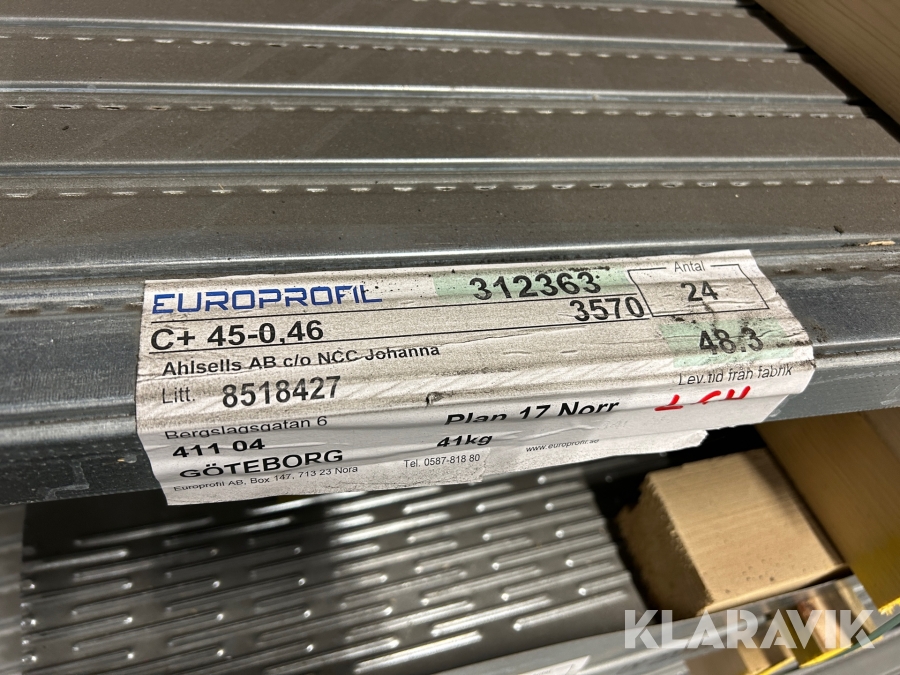 EUROPROFIL 312363 Antal
C+ 45-0,46 3570 24
Ahlsells AB c/o NCC Johanna 48.3
Litt. 8518427 Lev.tid från fabrik
Bergslagsgatan 6 Plan 17 Norr
411 04 41kg www.europrofil.se
GÖTEBORG Tel. 0587-818 80
Europrofil AB, Box 147, 713 23 Nora
KLARAVIK